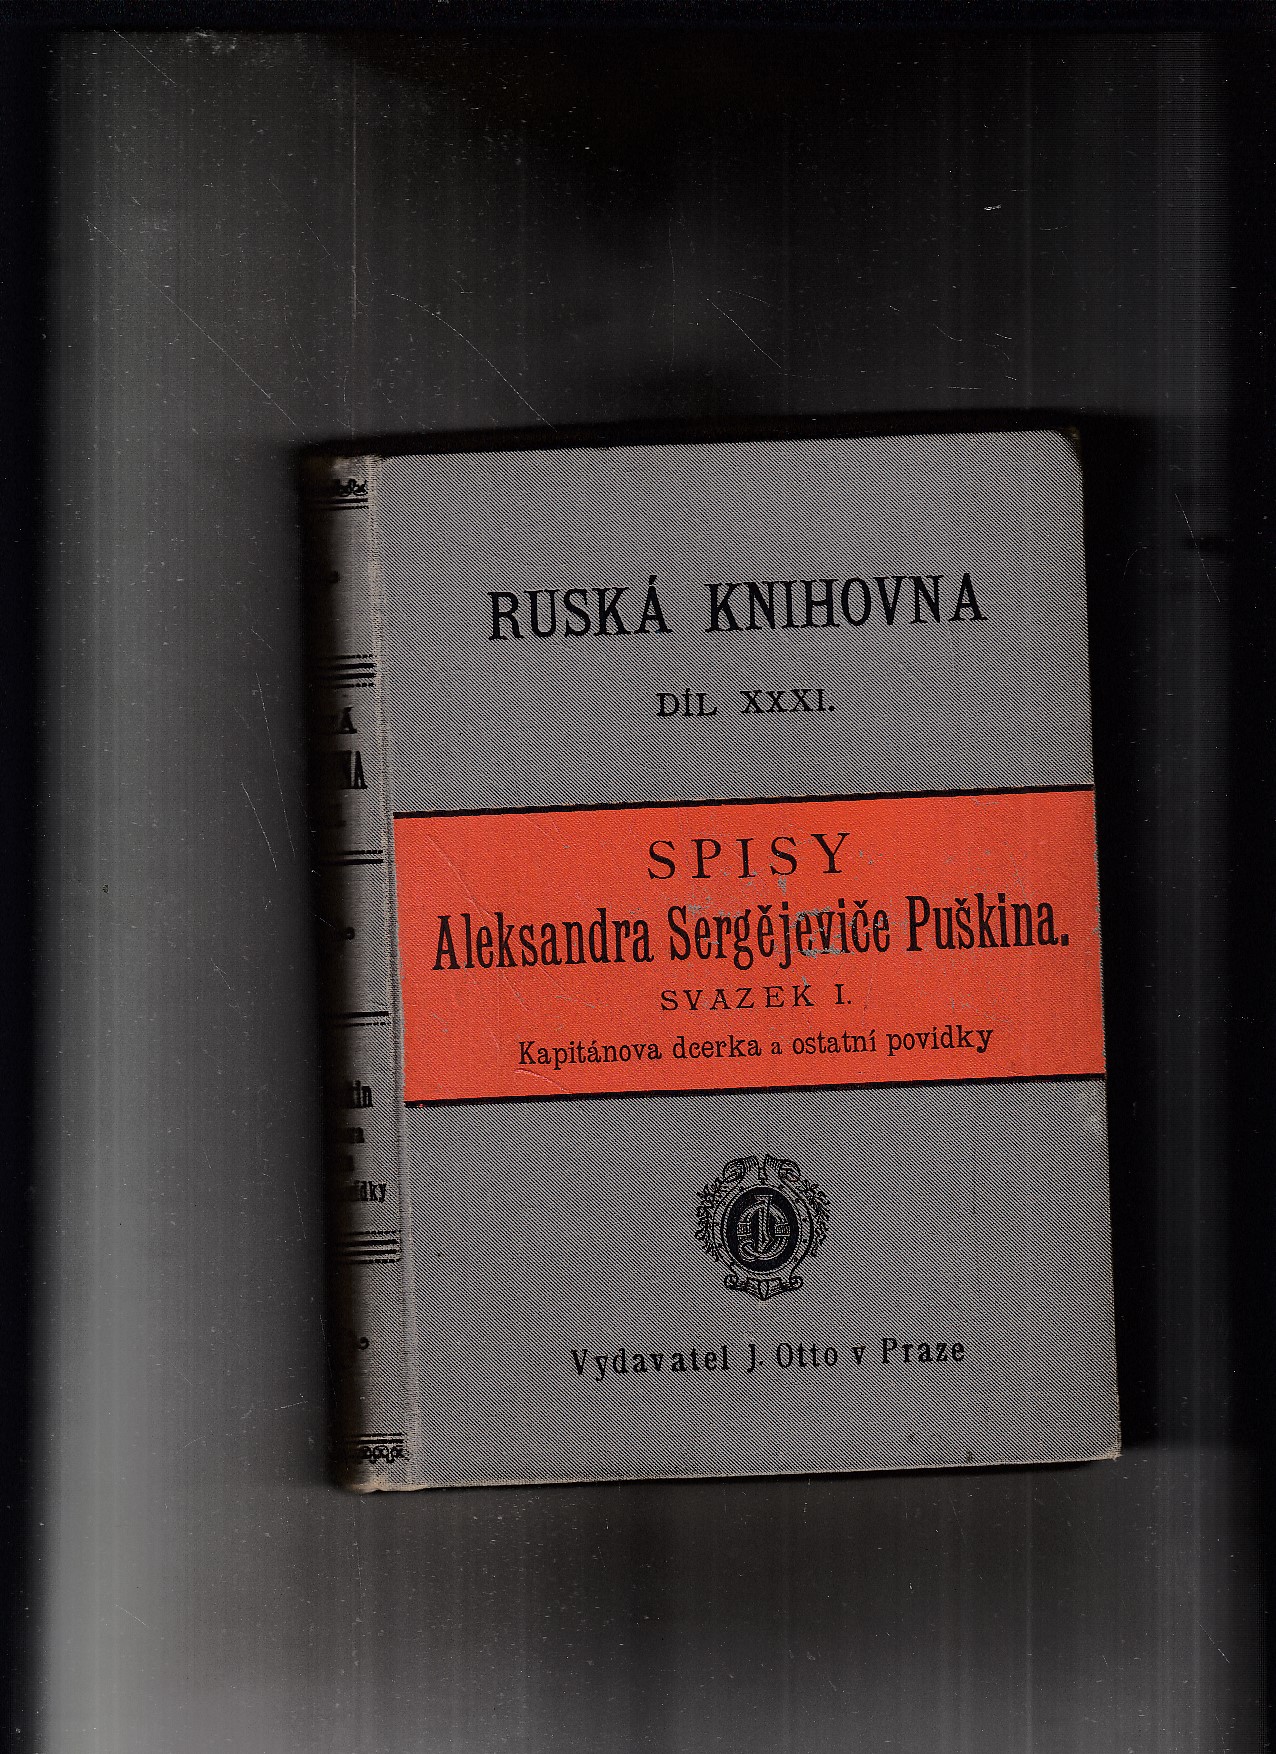 RUSKÁ KNIHOVNA
DÍL XXXI.
SPISY
Aleksandra Sergějeviče Puškina.
SVAZEK I.
Kapitánova dcerka a ostatní povídky
Vydavatel J. Otto v Praze